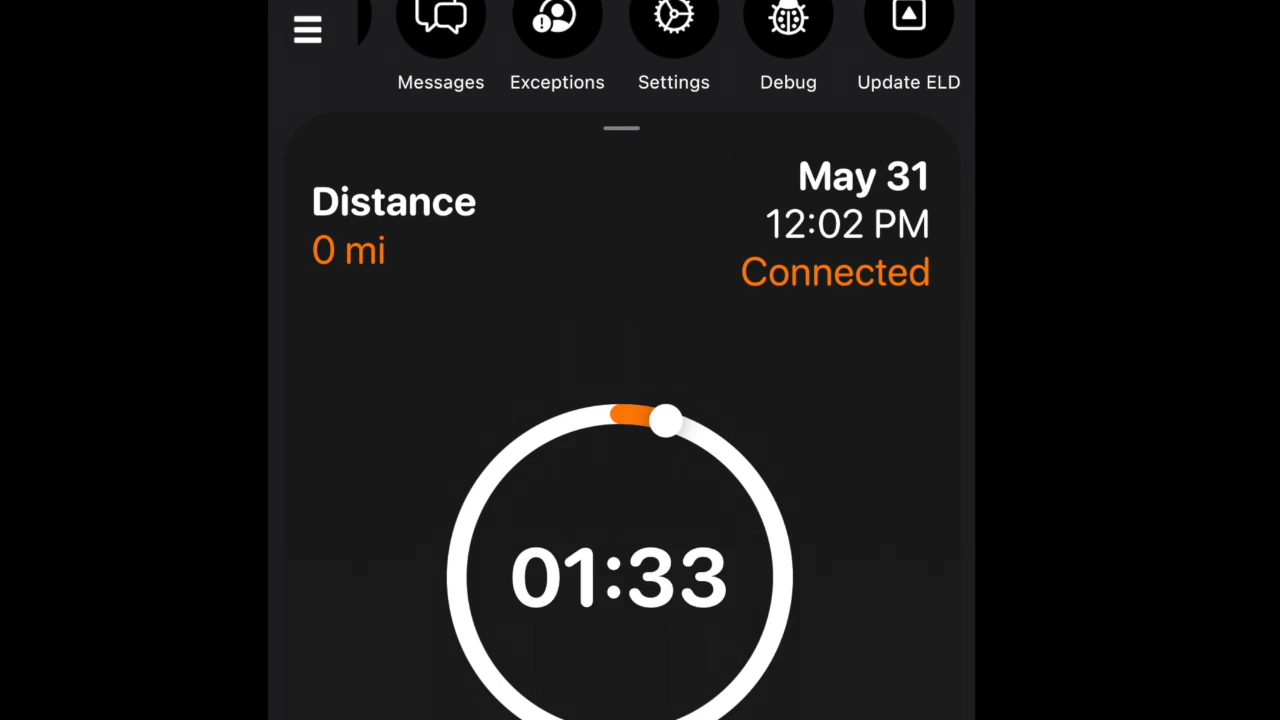 Messages
Exceptions
Settings
Debug
Update ELD
Distance
0 mi
May 31
12:02 PM
Connected
01:33